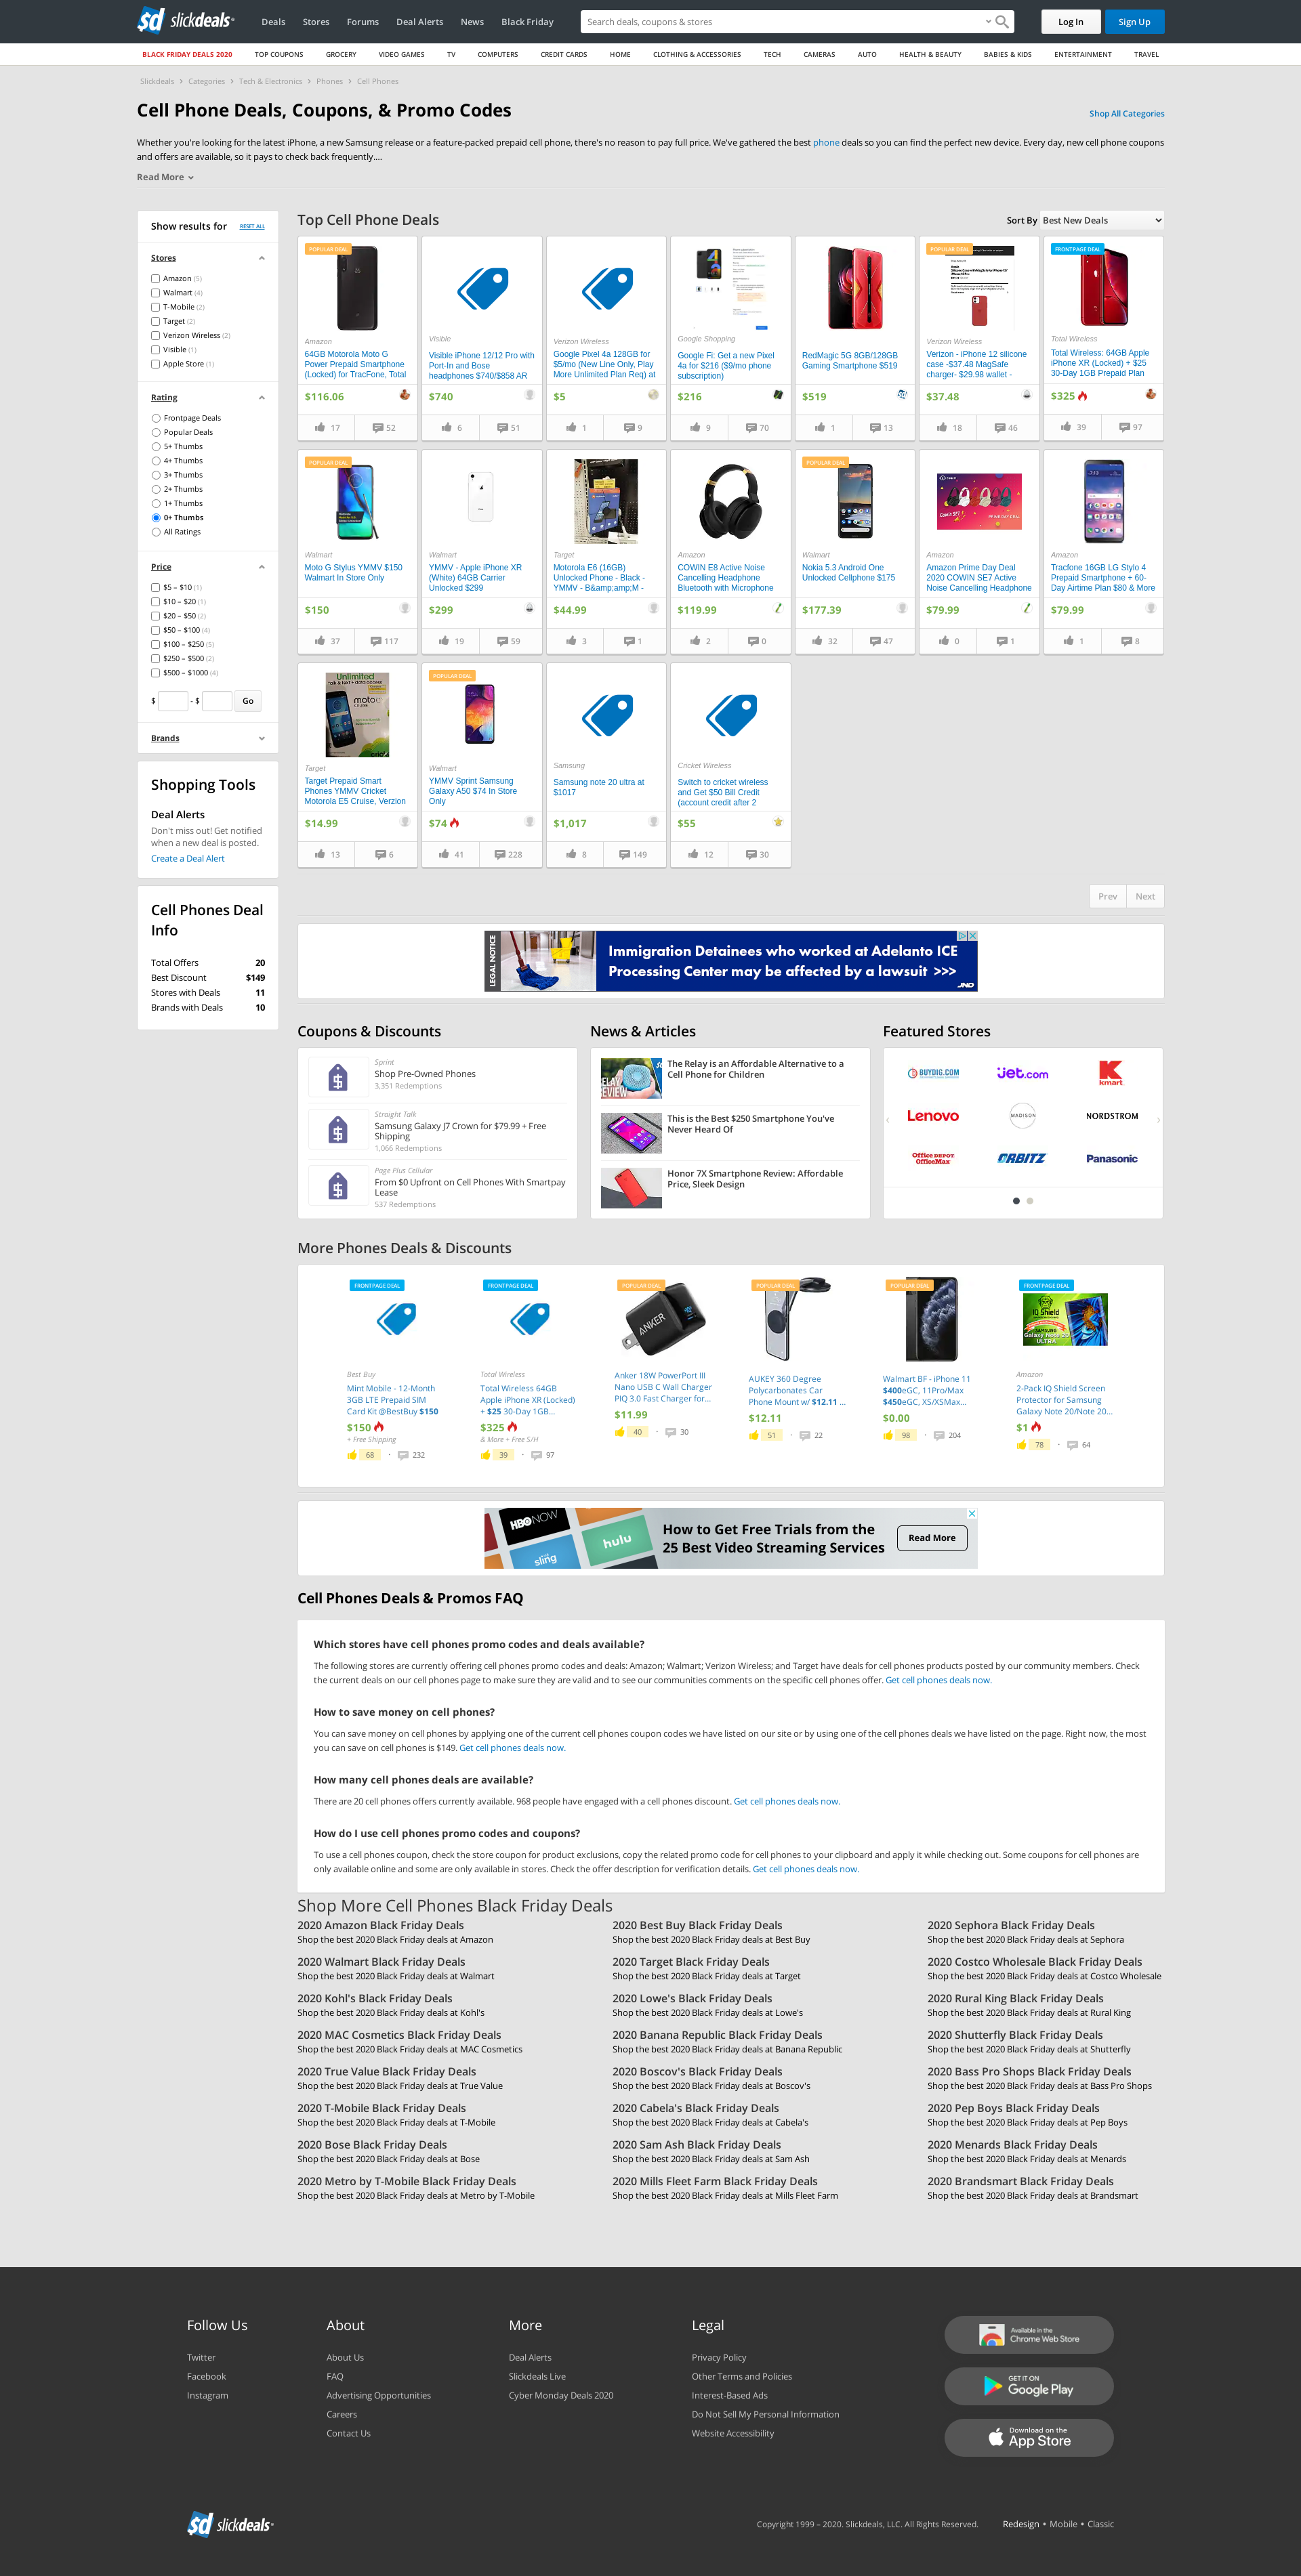 sd slickdeals
Deals Stores Forums Deal Alerts News Black Friday
Search deals, coupons & stores
Log In Sign Up
BLACK FRIDAY DEALS 2020 TOP COUPONS GROCERY VIDEO GAMES TV COMPUTERS CREDIT CARDS HOME CLOTHING & ACCESSORIES TECH CAMERAS AUTO HEALTH & BEAUTY BABIES & KIDS ENTERTAINMENT TRAVEL
Slickdeals > Categories > Tech & Electronics > Phones > Cell Phones
Cell Phone Deals, Coupons, & Promo Codes
Shop All Categories
Whether you're looking for the latest iPhone, a new Samsung release or a feature-packed prepaid cell phone, there's no reason to pay full price. We've gathered the best phone deals so you can find the perfect new device. Every day, new cell phone coupons
and offers are available, so it pays to check back frequently....
Read More
Show results for RESET ALL
Stores
Amazon (5)
Walmart (4)
T-Mobile (2)
Target (2)
Verizon Wireless (2)
Visible (1)
Apple Store (1)
Rating
Frontpage Deals
Popular Deals
5+ Thumbs
4+ Thumbs
3+ Thumbs
2+ Thumbs
1+ Thumbs
0+ Thumbs
All Ratings
Price
$5 – $10 (1)
$10 – $20 (1)
$20 – $50 (2)
$50 – $100 (4)
$100 – $250 (5)
$250 – $500 (2)
$500 – $1000 (4)
$ - $ Go
Brands
Shopping Tools
Deal Alerts
Don't miss out! Get notified
when a new deal is posted.
Create a Deal Alert
Cell Phones Deal
Info
Total Offers 20
Best Discount $149
Stores with Deals 11
Brands with Deals 10
Top Cell Phone Deals
Sort By Best New Deals
POPULAR DEAL
Amazon
64GB Motorola Moto G
Power Prepaid Smartphone
(Locked) for TracFone, Total
$116.06
17 52
Visible
Visible iPhone 12/12 Pro with
Port-In and Bose
headphones $740/$858 AR
$740
6 51
Verizon Wireless
Google Pixel 4a 128GB for
$5/mo (New Line Only, Play
More Unlimited Plan Req) at
$5
1 9
Google Shopping
Google Fi: Get a new Pixel
4a for $216 ($9/mo phone
subscription)
$216
9 70
RedMagic 5G 8GB/128GB
Gaming Smartphone $519
$519
1 13
POPULAR DEAL
Verizon Wireless
Verizon - iPhone 12 silicone
case -$37.48 MagSafe
charger- $29.98 wallet -
$37.48
18 46
FRONTPAGE DEAL
Total Wireless
Total Wireless: 64GB Apple
iPhone XR (Locked) + $25
30-Day 1GB Prepaid Plan
$325
39 97
POPULAR DEAL
Walmart
Moto G Stylus YMMV $150
Walmart In Store Only
$150
37 117
Walmart
YMMV - Apple iPhone XR
(White) 64GB Carrier
Unlocked $299
$299
19 59
Target
Motorola E6 (16GB)
Unlocked Phone - Black -
YMMV - B&amp;amp;M -
$44.99
3 1
Amazon
COWIN E8 Active Noise
Cancelling Headphone
Bluetooth with Microphone
$119.99
2 0
POPULAR DEAL
Walmart
Nokia 5.3 Android One
Unlocked Cellphone $175
$177.39
32 47
Amazon
Amazon Prime Day Deal
2020 COWIN SE7 Active
Noise Cancelling Headphone
$79.99
0 1
Amazon
Tracfone 16GB LG Stylo 4
Prepaid Smartphone + 60-
Day Airtime Plan $80 & More
$79.99
1 8
Unlimited
moto e
Target
Target Prepaid Smart
Phones YMMV Cricket
Motorola E5 Cruise, Verzion
$14.99
13 6
POPULAR DEAL
Walmart
YMMV Sprint Samsung
Galaxy A50 $74 In Store
Only
$74
41 228
Samsung
Samsung note 20 ultra at
$1017
$1,017
8 149
Cricket Wireless
Switch to cricket wireless
and Get $50 Bill Credit
(account credit after 2
$55
12 30
Prev Next
LEGAL NOTICE
Immigration Detainees who worked at Adelanto ICE
Processing Center may be affected by a lawsuit >>>
JND
Coupons & Discounts
Sprint
Shop Pre-Owned Phones
3,351 Redemptions
Straight Talk
Samsung Galaxy J7 Crown for $79.99 + Free
Shipping
1,066 Redemptions
Page Plus Cellular
From $0 Upfront on Cell Phones With Smartpay
Lease
537 Redemptions
News & Articles
The Relay is an Affordable Alternative to a
Cell Phone for Children
This is the Best $250 Smartphone You've
Never Heard Of
Honor 7X Smartphone Review: Affordable
Price, Sleek Design
Featured Stores
BUYDIG.COM jet.com kmart
Lenovo MADISON NORDSTROM
Office DEPOT OfficeMax ORBITZ Panasonic
More Phones Deals & Discounts
FRONTPAGE DEAL
Best Buy
Mint Mobile - 12-Month
3GB LTE Prepaid SIM
Card Kit @BestBuy $150
$150
+ Free Shipping
68 · 232
FRONTPAGE DEAL
Total Wireless
Total Wireless 64GB
Apple iPhone XR (Locked)
+ $25 30-Day 1GB...
$325
& More + Free S/H
39 · 97
POPULAR DEAL
ANKER
Anker 18W PowerPort III
Nano USB C Wall Charger
PIQ 3.0 Fast Charger for...
$11.99
40 · 30
POPULAR DEAL
AUKEY 360 Degree
Polycarbonates Car
Phone Mount w/ $12.11 ...
$12.11
51 · 22
POPULAR DEAL
Walmart BF - iPhone 11
$400eGC, 11Pro/Max
$450eGC, XS/XSMax...
$0.00
98 · 204
FRONTPAGE DEAL
IQ Shield
Galaxy Note 20
ULTRA
Amazon
2-Pack IQ Shield Screen
Protector for Samsung
Galaxy Note 20/Note 20...
$1
78 · 64
HBO NOW
hulu
sling
How to Get Free Trials from the
25 Best Video Streaming Services
Read More
Cell Phones Deals & Promos FAQ
Which stores have cell phones promo codes and deals available?
The following stores are currently offering cell phones promo codes and deals: Amazon; Walmart; Verizon Wireless; and Target have deals for cell phones products posted by our community members. Check
the current deals on our cell phones page to make sure they are valid and to see our communities comments on the specific cell phones offer. Get cell phones deals now.
How to save money on cell phones?
You can save money on cell phones by applying one of the current cell phones coupon codes we have listed on our site or by using one of the cell phones deals we have listed on the page. Right now, the most
you can save on cell phones is $149. Get cell phones deals now.
How many cell phones deals are available?
There are 20 cell phones offers currently available. 968 people have engaged with a cell phones discount. Get cell phones deals now.
How do I use cell phones promo codes and coupons?
To use a cell phones coupon, check the store coupon for product exclusions, copy the related promo code for cell phones to your clipboard and apply it while checking out. Some coupons for cell phones are
only available online and some are only available in stores. Check the offer description for verification details. Get cell phones deals now.
Shop More Cell Phones Black Friday Deals
2020 Amazon Black Friday Deals
Shop the best 2020 Black Friday deals at Amazon
2020 Walmart Black Friday Deals
Shop the best 2020 Black Friday deals at Walmart
2020 Kohl's Black Friday Deals
Shop the best 2020 Black Friday deals at Kohl's
2020 MAC Cosmetics Black Friday Deals
Shop the best 2020 Black Friday deals at MAC Cosmetics
2020 True Value Black Friday Deals
Shop the best 2020 Black Friday deals at True Value
2020 T-Mobile Black Friday Deals
Shop the best 2020 Black Friday deals at T-Mobile
2020 Bose Black Friday Deals
Shop the best 2020 Black Friday deals at Bose
2020 Metro by T-Mobile Black Friday Deals
Shop the best 2020 Black Friday deals at Metro by T-Mobile
2020 Best Buy Black Friday Deals
Shop the best 2020 Black Friday deals at Best Buy
2020 Target Black Friday Deals
Shop the best 2020 Black Friday deals at Target
2020 Lowe's Black Friday Deals
Shop the best 2020 Black Friday deals at Lowe's
2020 Banana Republic Black Friday Deals
Shop the best 2020 Black Friday deals at Banana Republic
2020 Boscov's Black Friday Deals
Shop the best 2020 Black Friday deals at Boscov's
2020 Cabela's Black Friday Deals
Shop the best 2020 Black Friday deals at Cabela's
2020 Sam Ash Black Friday Deals
Shop the best 2020 Black Friday deals at Sam Ash
2020 Mills Fleet Farm Black Friday Deals
Shop the best 2020 Black Friday deals at Mills Fleet Farm
2020 Sephora Black Friday Deals
Shop the best 2020 Black Friday deals at Sephora
2020 Costco Wholesale Black Friday Deals
Shop the best 2020 Black Friday deals at Costco Wholesale
2020 Rural King Black Friday Deals
Shop the best 2020 Black Friday deals at Rural King
2020 Shutterfly Black Friday Deals
Shop the best 2020 Black Friday deals at Shutterfly
2020 Bass Pro Shops Black Friday Deals
Shop the best 2020 Black Friday deals at Bass Pro Shops
2020 Pep Boys Black Friday Deals
Shop the best 2020 Black Friday deals at Pep Boys
2020 Menards Black Friday Deals
Shop the best 2020 Black Friday deals at Menards
2020 Brandsmart Black Friday Deals
Shop the best 2020 Black Friday deals at Brandsmart
Follow Us
Twitter
Facebook
Instagram
About
About Us
FAQ
Advertising Opportunities
Careers
Contact Us
More
Deal Alerts
Slickdeals Live
Cyber Monday Deals 2020
Legal
Privacy Policy
Other Terms and Policies
Interest-Based Ads
Do Not Sell My Personal Information
Website Accessibility
Available in the
Chrome Web Store
GET IT ON
Google Play
Download on the
App Store
sd slickdeals
Copyright 1999 – 2020. Slickdeals, LLC. All Rights Reserved.
Redesign • Mobile • Classic